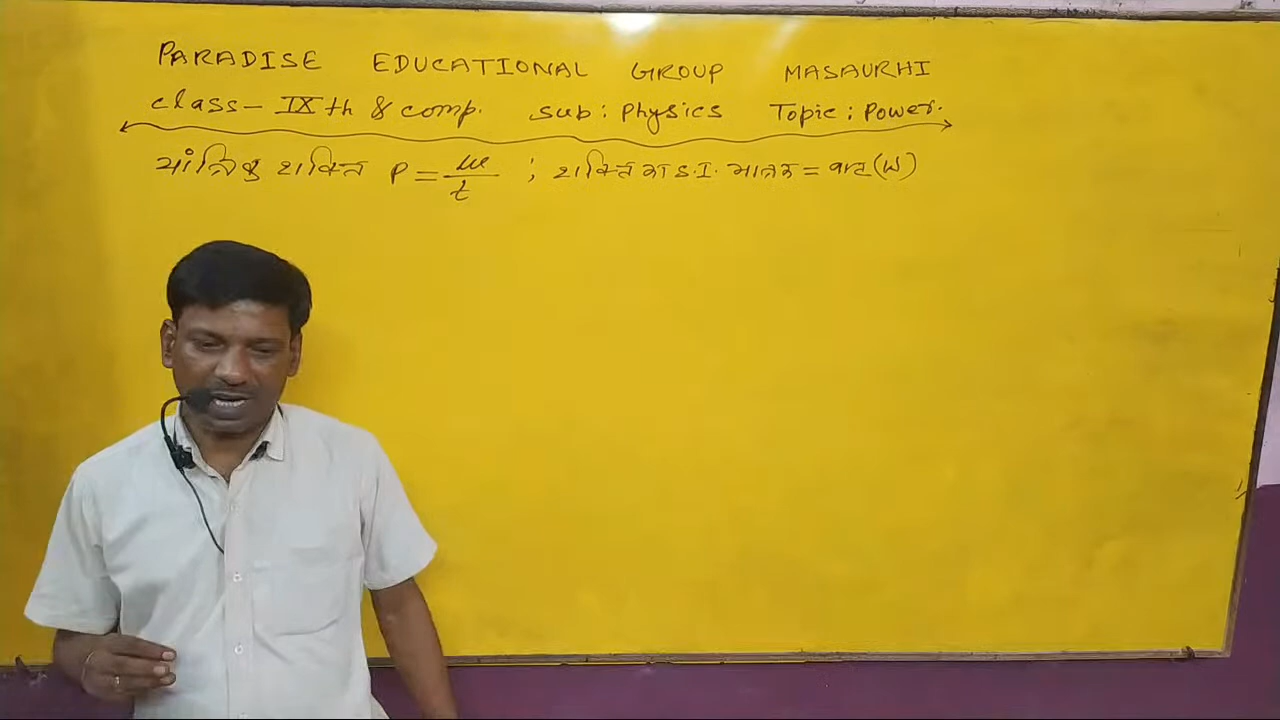 PARADISE EDUCATIONAL GROUP MASAURHI
class- IXth & comp. sub: Physics Topic: Power.
यांत्रिक शक्ति P = W/t ; शक्ति का S.I. मात्रक = वाट (W)